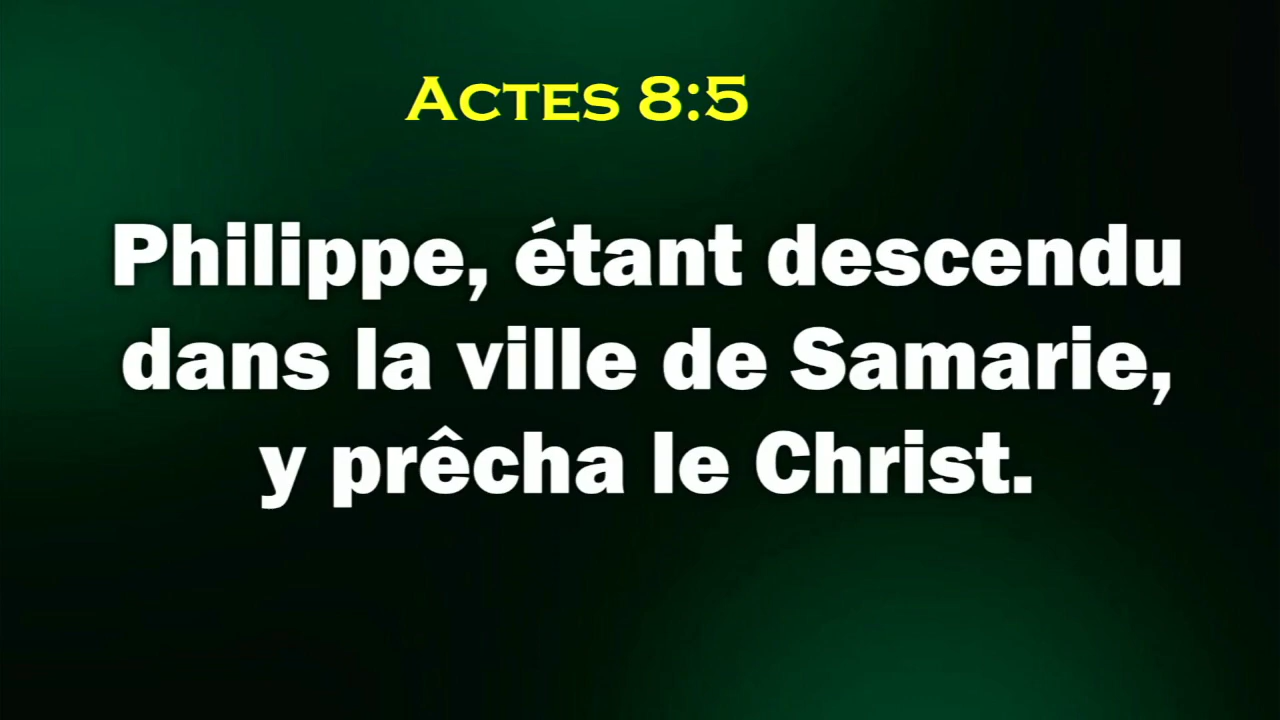 Actes 8:5
Philippe, étant descendu
dans la ville de Samarie,
y prêcha le Christ.